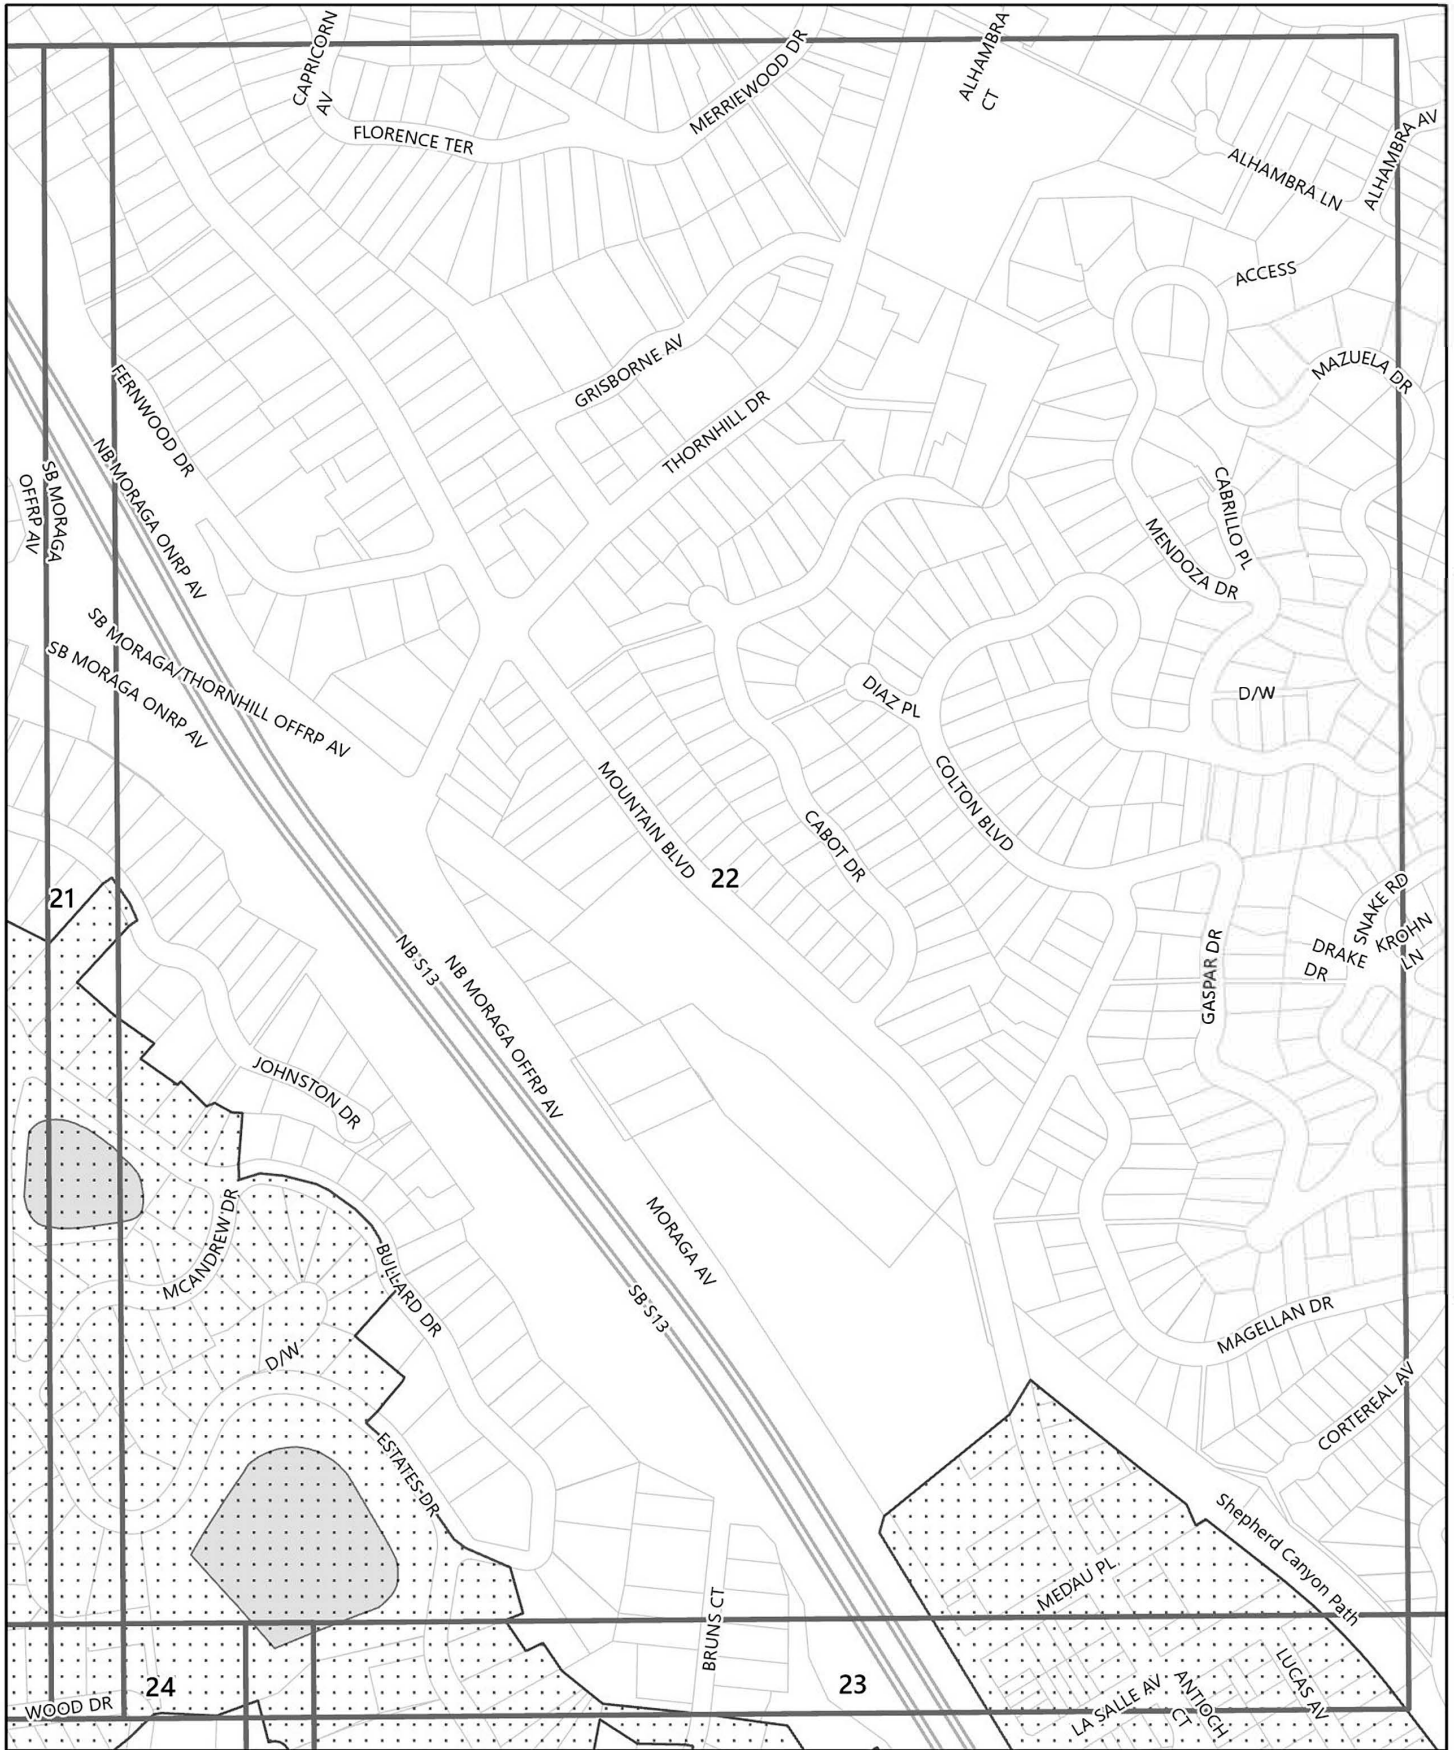 CAPRICORN
AV
FLORENCE TER
MERRIEWOOD DR
ALHAMBRA
CT
ALHAMBRA LN
ALHAMBRA AV
ACCESS
MAZUELA DR
GRISBORNE AV
THORNHILL DR
FERNWOOD DR
NB MORAGA ONRP AV
SB MORAGA
OFFRP AV
CABRILLO PL
MENDOZA DR
SB MORAGA/THORNHILL OFFRP AV
SB MORAGA ONRP AV
DIAZ PL
D/W
COLTON BLVD
MOUNTAIN BLVD
CABOT DR
22
21
SNAKE RD
KROHN
LN
DRAKE
DR
GASPAR DR
NB S13
NB MORAGA OFFRP AV
JOHNSTON DR
MCANDREW DR
BULLARD DR
MORAGA AV
SB S13
MAGELLAN DR
D/W
CORTEREAL AV
ESTATES DR
Shepherd Canyon Path
MEDAU PL
BRUNS CT
24
23
WOOD DR
LA SALLE AV
ANTIOCH
CT
LUCAS AV